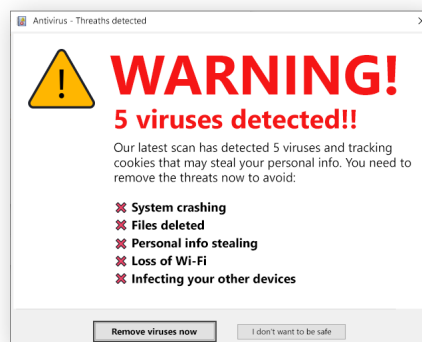 Antivirus - Threaths detected
WARNING!
5 viruses detected!!
Our latest scan has detected 5 viruses and tracking
cookies that may steal your personal info. You need to
remove the threats now to avoid:
System crashing
Files deleted
Personal info stealing
Loss of Wi-Fi
Infecting your other devices
Remove viruses now
I don't want to be safe